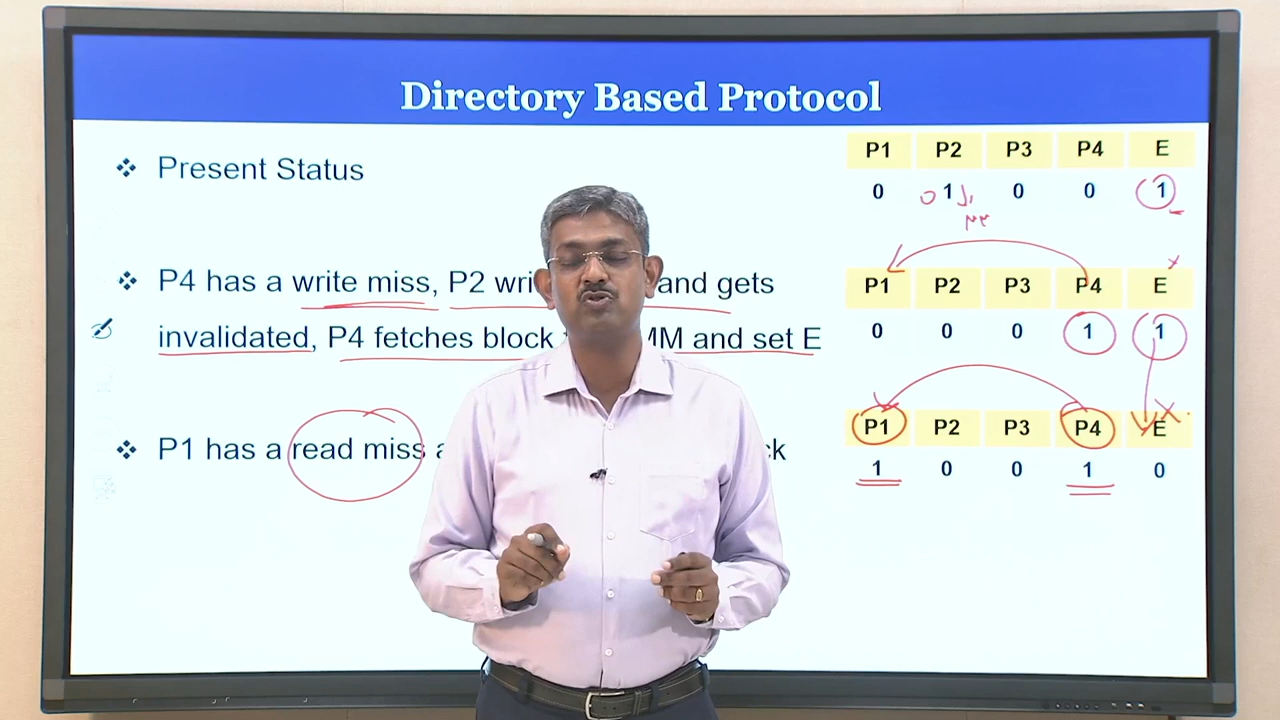 Directory Based Protocol
Present Status
P1 P2 P3 P4 E
0 0 1 0 0 1
P4 has a write miss, P2 and gets
P1 P2 P3 P4 E
invalidated, P4 fetches block MM and set E
0 0 0 1 1
P1 has a read miss
P1 P2 P3 P4 E
1 0 0 1 0